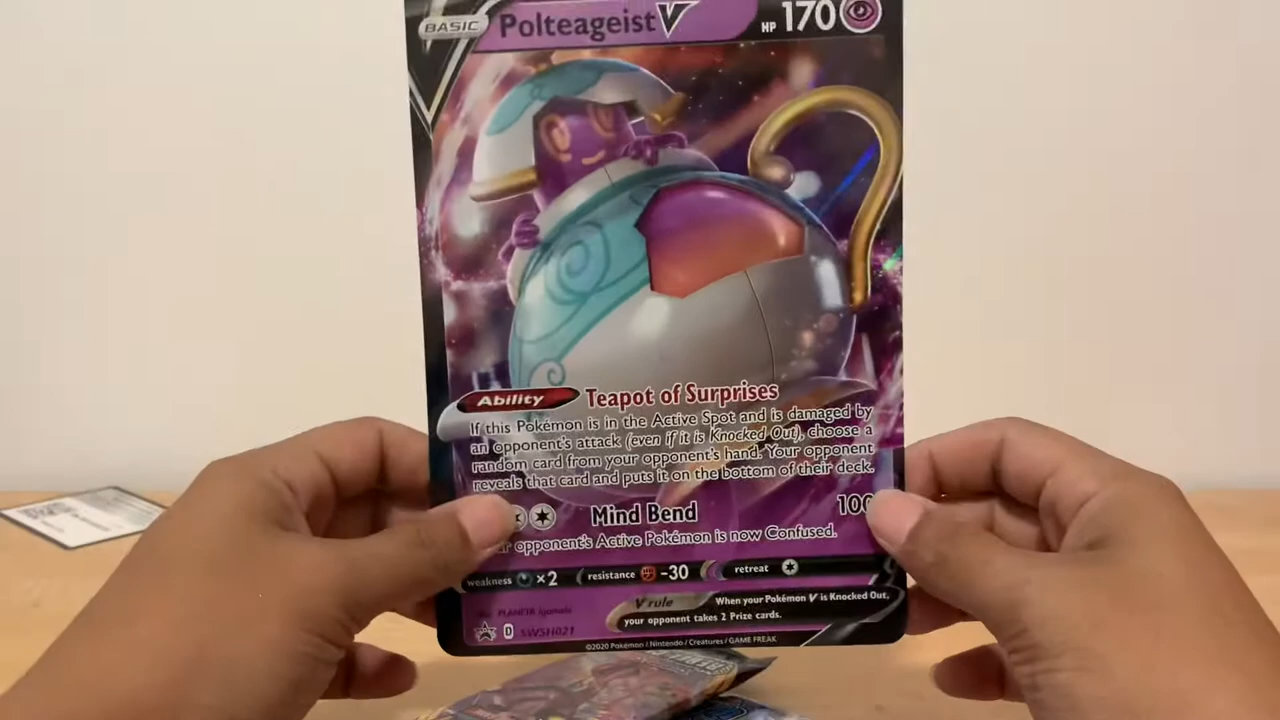 BASIC Polteageist V HP 170
Ability Teapot of Surprises
If this Pokémon is in the Active Spot and is damaged by
an opponent's attack (even if it is Knocked Out), choose a
random card from your opponent's hand. Your opponent
reveals that card and puts it on the bottom of their deck.
Mind Bend 100
opponent's Active Pokémon is now Confused.
weakness ×2 resistance -30 retreat
V rule When your Pokémon V is Knocked Out,
your opponent takes 2 Prize cards.
D SWSH021
©2020 Pokémon / Nintendo / Creatures / GAME FREAK